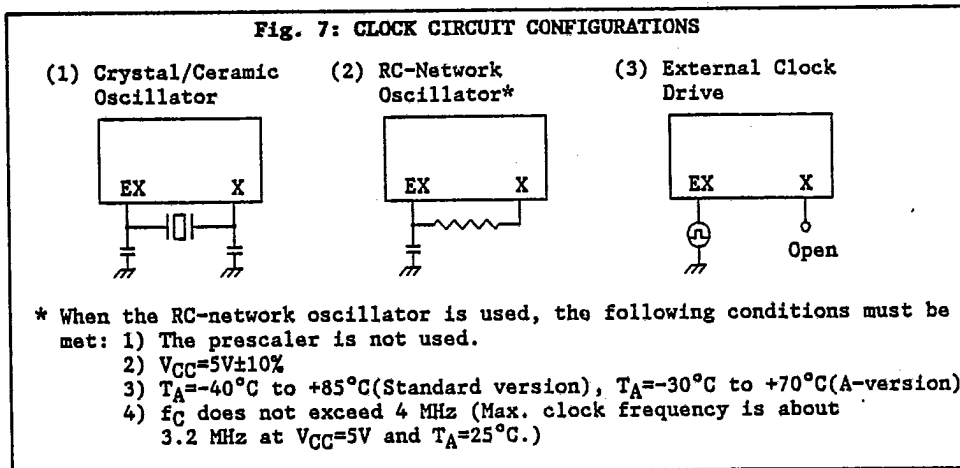 Fig. 7: CLOCK CIRCUIT CONFIGURATIONS
(1) Crystal/Ceramic Oscillator
(2) RC-Network Oscillator*
(3) External Clock Drive
EX X
EX X
EX X
Open
* When the RC-network oscillator is used, the following conditions must be
met: 1) The prescaler is not used.
2) VCC=5V±10%
3) TA=-40°C to +85°C(Standard version), TA=-30°C to +70°C(A-version)
4) fC does not exceed 4 MHz (Max. clock frequency is about
3.2 MHz at VCC=5V and TA=25°C.)